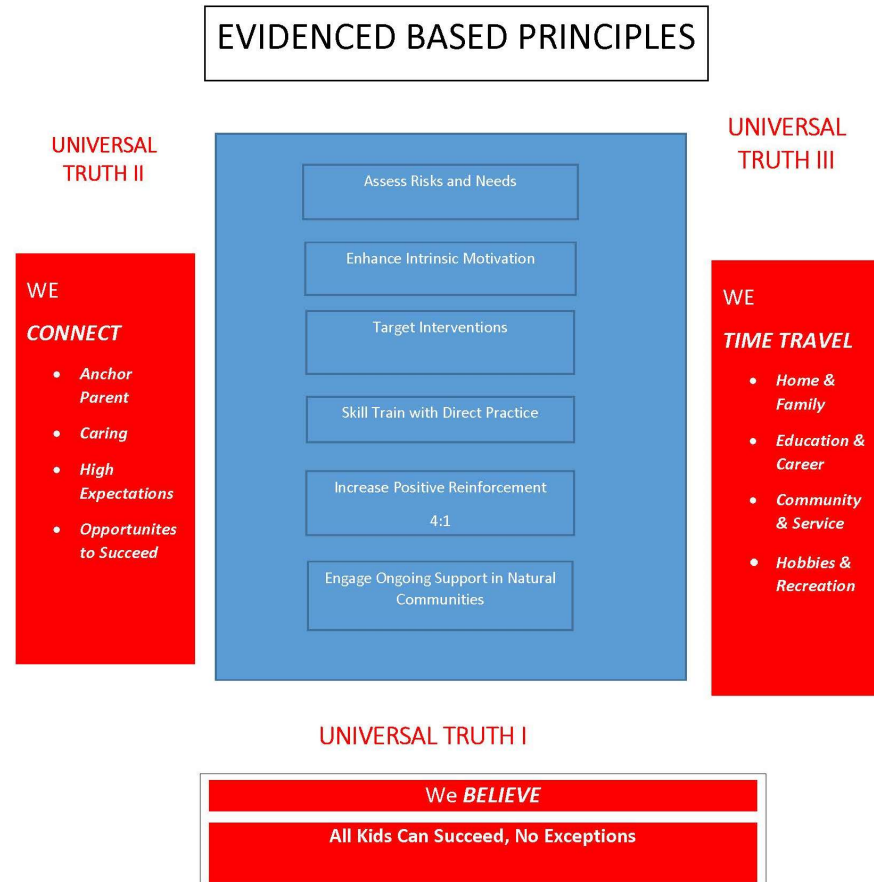 EVIDENCED BASED PRINCIPLES
UNIVERSAL
TRUTH II
WE
CONNECT
• Anchor
Parent
• Caring
• High
Expectations
• Opportunites
to Succeed
Assess Risks and Needs
Enhance Intrinsic Motivation
Target Interventions
Skill Train with Direct Practice
Increase Positive Reinforcement
4:1
Engage Ongoing Support in Natural
Communities
UNIVERSAL
TRUTH III
WE
TIME TRAVEL
• Home &
Family
• Education &
Career
• Community
& Service
• Hobbies &
Recreation
UNIVERSAL TRUTH I
We BELIEVE
All Kids Can Succeed, No Exceptions